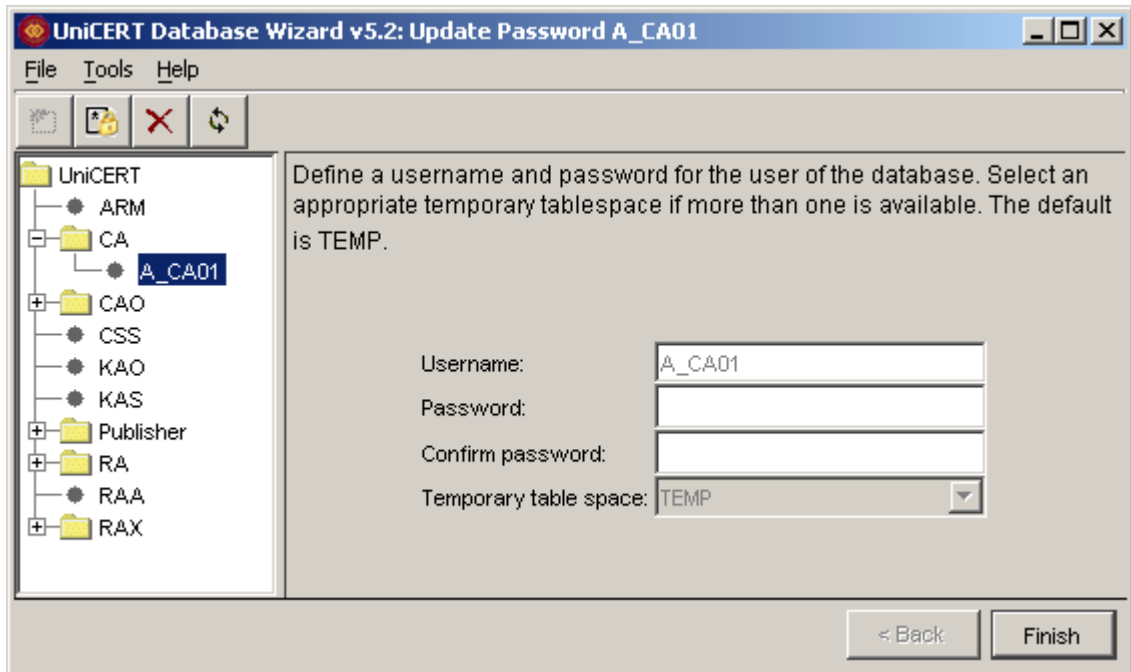 UniCERT Database Wizard v5.2: Update Password A_CA01
File Tools Help
UniCERT
ARM
CA
A_CA01
CAO
CSS
KAO
KAS
Publisher
RA
RAA
RAX
Define a username and password for the user of the database. Select an
appropriate temporary tablespace if more than one is available. The default
is TEMP.
Username: A_CA01
Password:
Confirm password:
Temporary table space: TEMP
< Back Finish